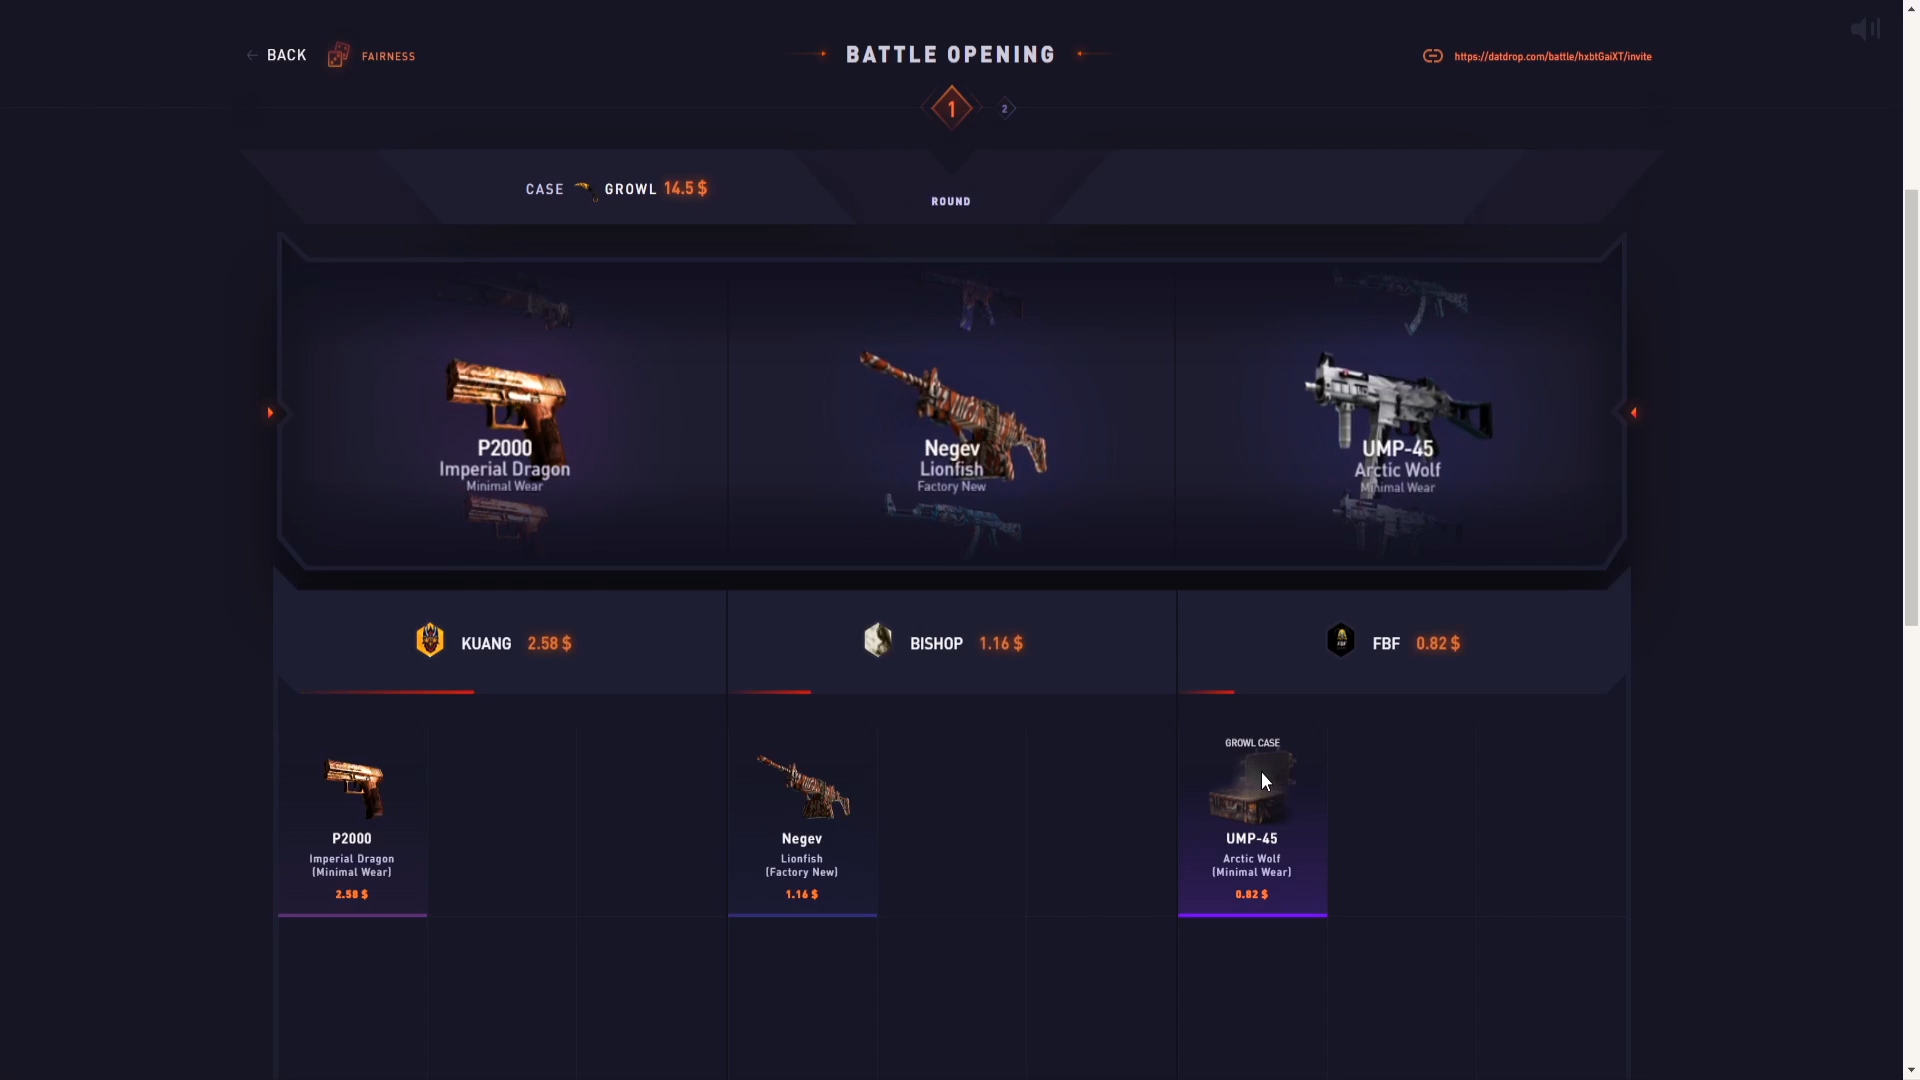 BACK
FAIRNESS
BATTLE OPENING
https://datdrop.com/battle/hxbtGaiXT/invite
1
2
CASE GROWL 14.5 $
ROUND
P2000
Imperial Dragon
Minimal Wear
Negev
Lionfish
Factory New
UMP-45
Arctic Wolf
Minimal Wear
KUANG 2.58 $
BISHOP 1.16 $
FBF FBF 0.82 $
P2000
Imperial Dragon
(Minimal Wear)
2.58 $
Negev
Lionfish
(Factory New)
1.16 $
GROWL CASE
UMP-45
Arctic Wolf
(Minimal Wear)
0.82 $